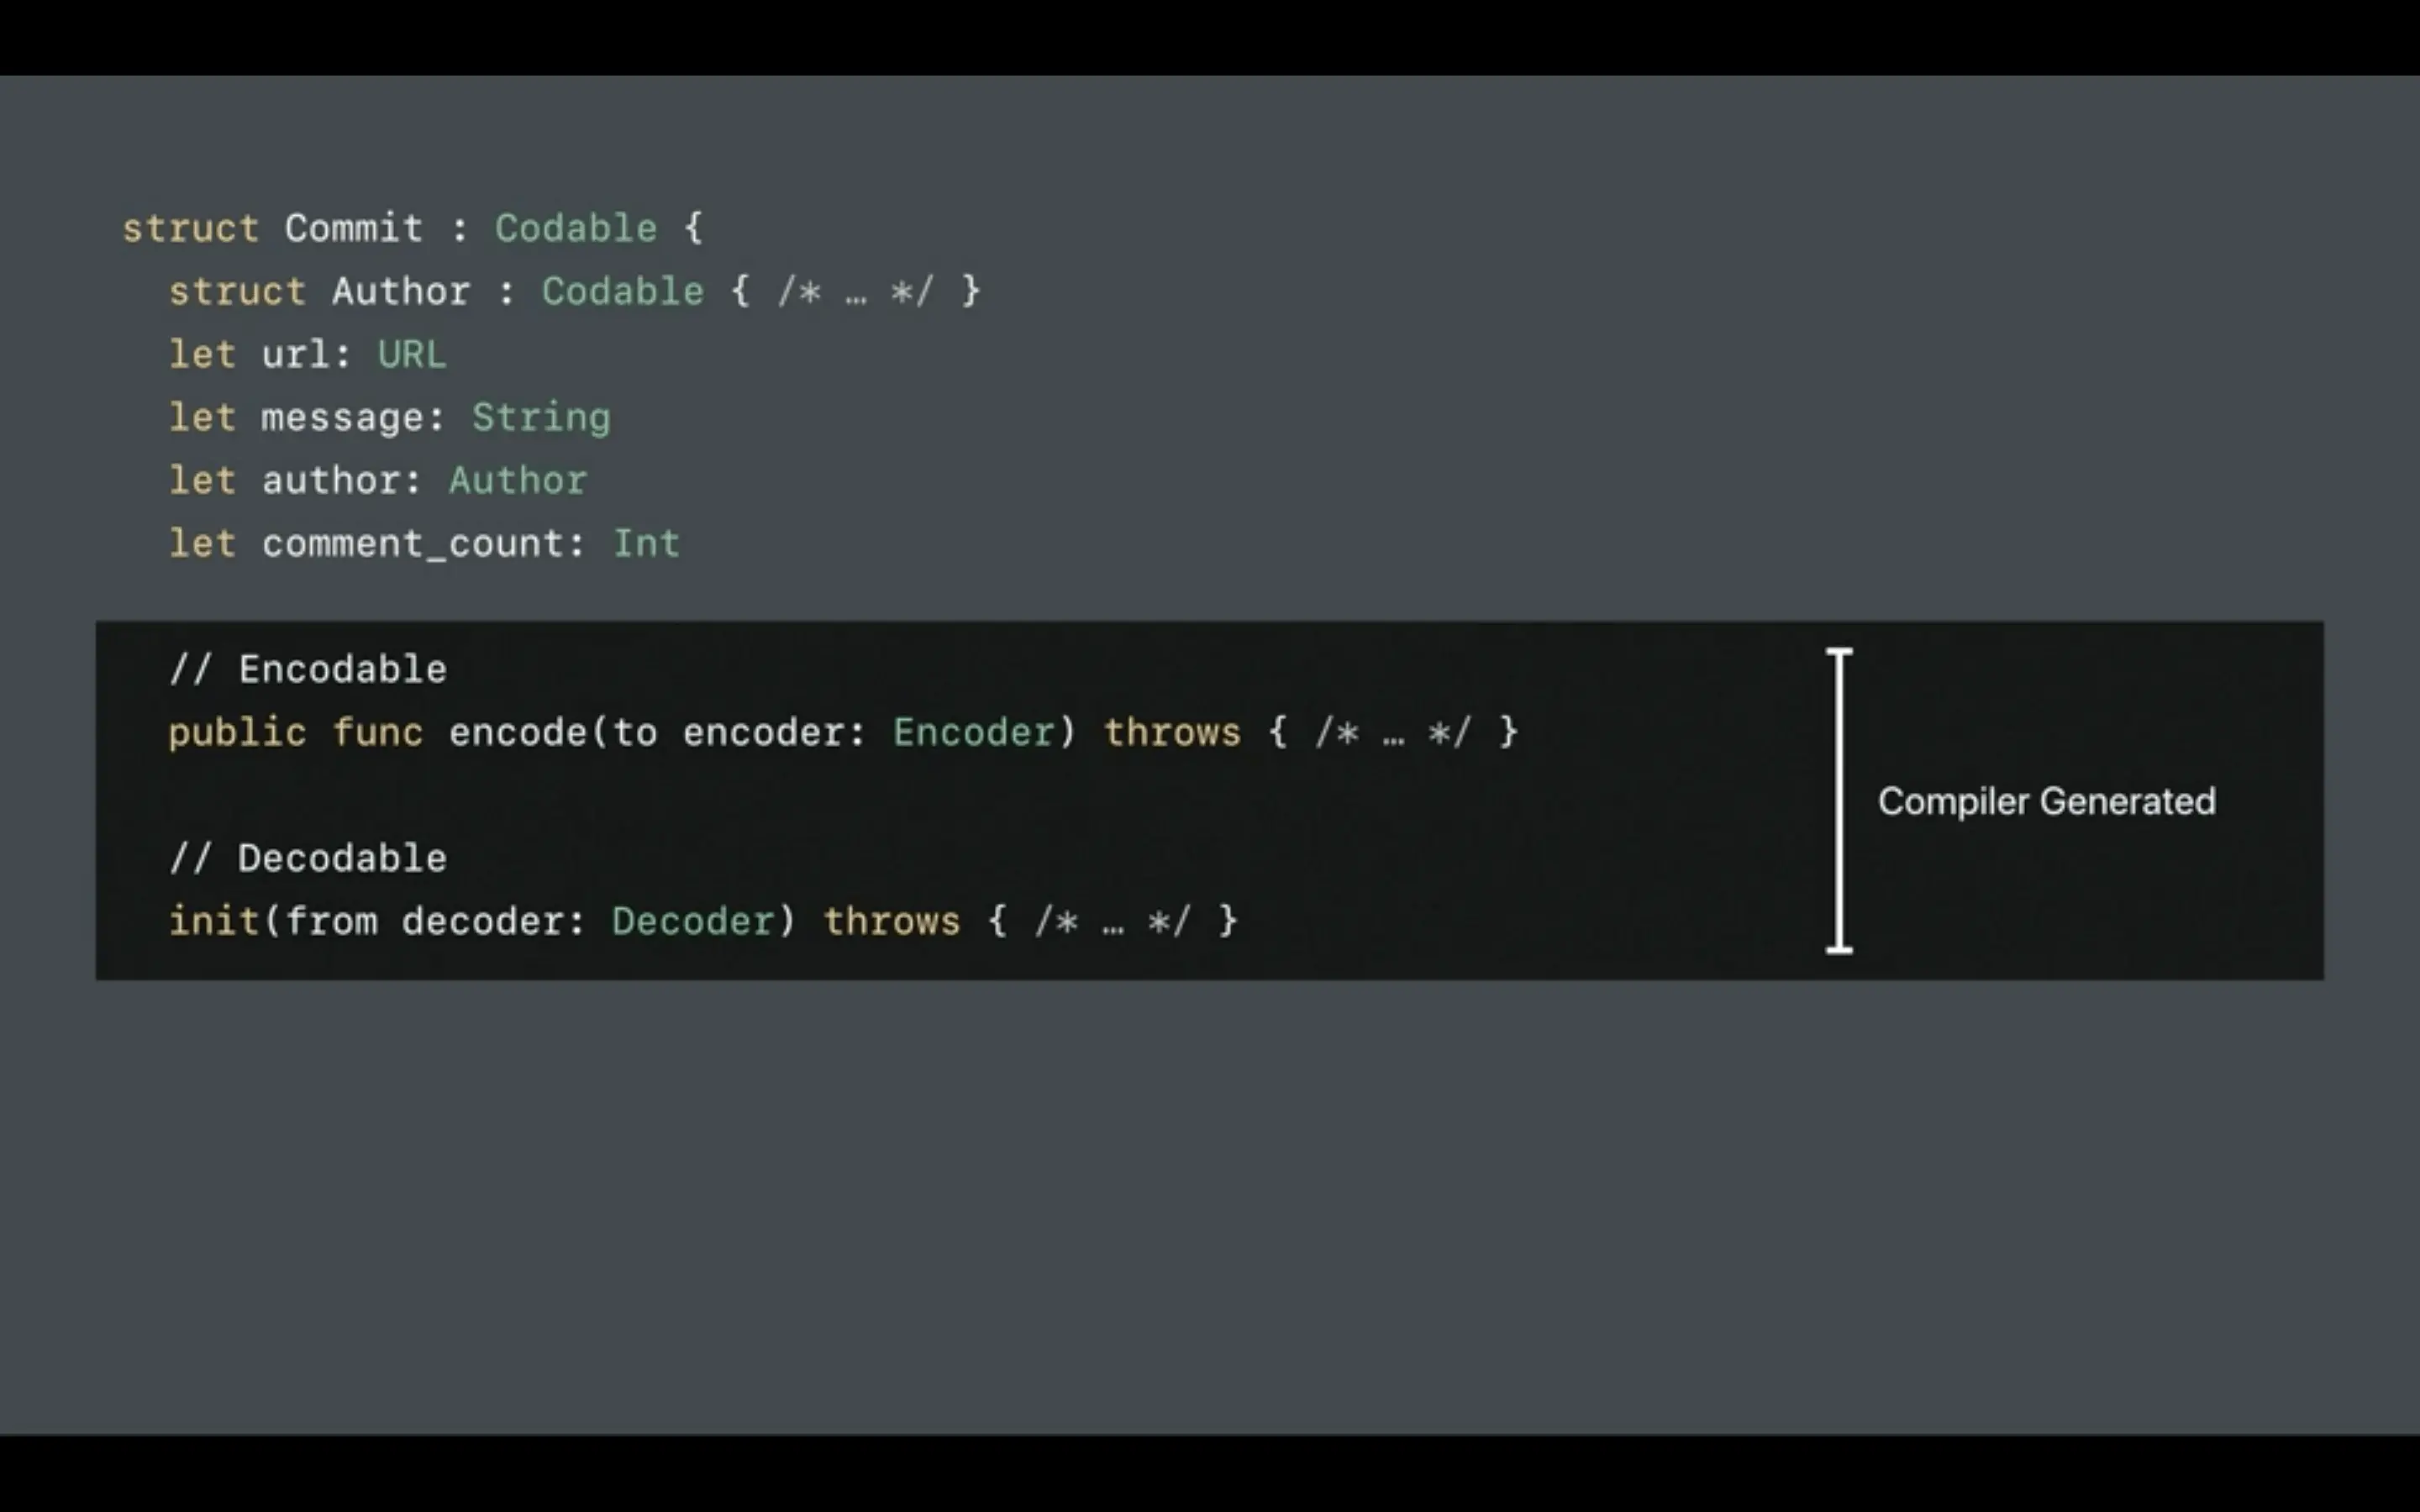 struct Commit : Codable {
struct Author : Codable { /* … */ }
let url: URL
let message: String
let author: Author
let comment_count: Int
// Encodable
public func encode(to encoder: Encoder) throws { /* … */ }
Compiler Generated
// Decodable
init(from decoder: Decoder) throws { /* … */ }